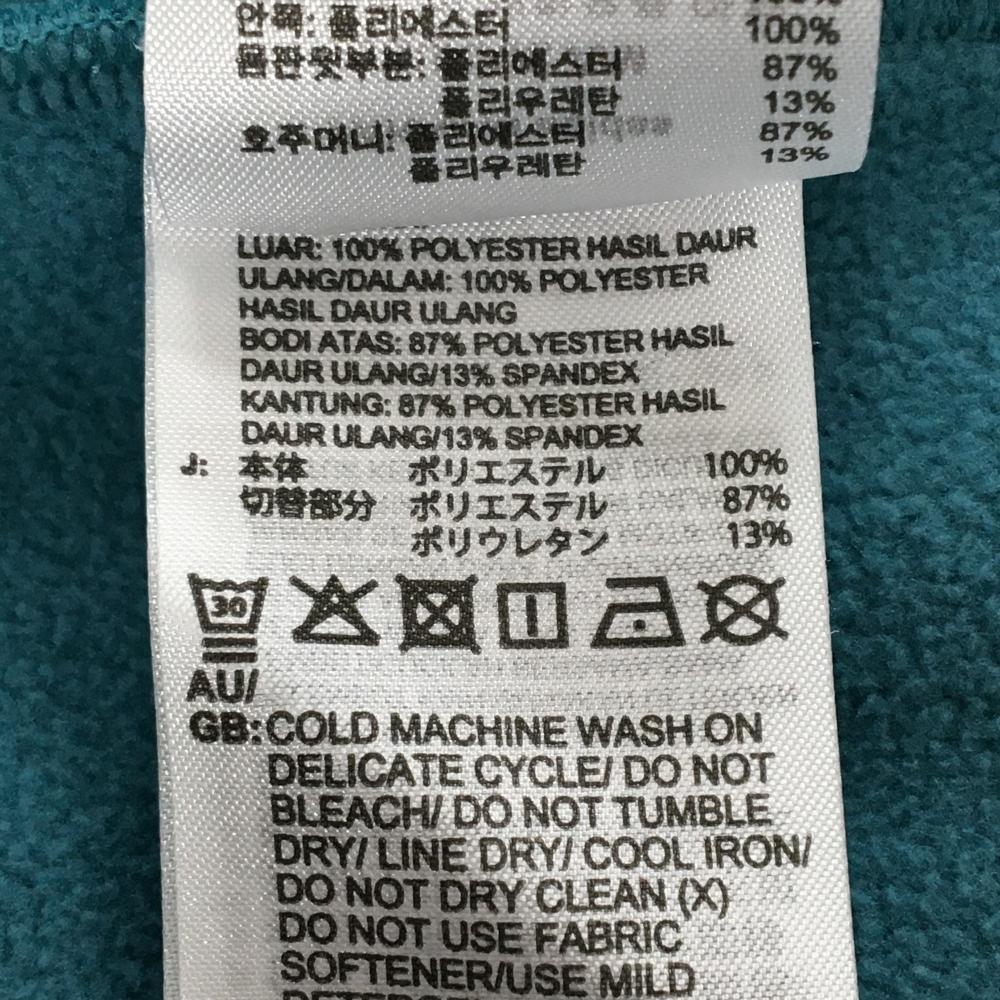 안쪽: 폴리에스터 100%
몸판윗부분: 폴리에스터 87%
폴리우레탄 13%
호주머니: 폴리에스터 87%
폴리우레탄 13%
LUAR: 100% POLYESTER HASIL DAUR
ULANG/DALAM: 100% POLYESTER
HASIL DAUR ULANG
BODI ATAS: 87% POLYESTER HASIL
DAUR ULANG/13% SPANDEX
KANTUNG: 87% POLYESTER HASIL
DAUR ULANG/13% SPANDEX
J: 本体 ポリエステル 100%
切替部分 ポリエステル 87%
ポリウレタン 13%
30
AU/
GB: COLD MACHINE WASH ON
DELICATE CYCLE/ DO NOT
BLEACH/ DO NOT TUMBLE
DRY/ LINE DRY/ COOL IRON/
DO NOT DRY CLEAN (X)
DO NOT USE FABRIC
SOFTENER/USE MILD